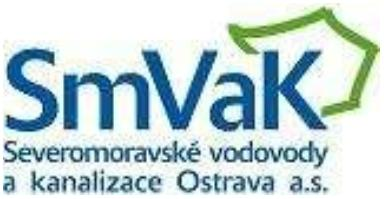 SmVaK
Severomoravské vodovody
a kanalizace Ostrava a.s.